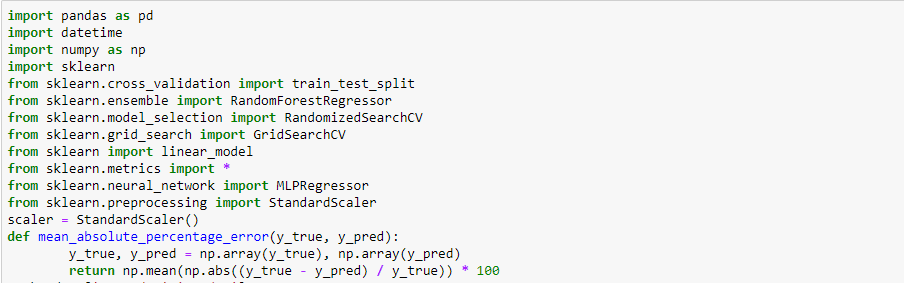 import pandas as pd
import datetime
import numpy as np
import sklearn
from sklearn.cross_validation import train_test_split
from sklearn.ensemble import RandomForestRegressor
from sklearn.model_selection import RandomizedSearchCV
from sklearn.grid_search import GridSearchCV
from sklearn import linear_model
from sklearn.metrics import *
from sklearn.neural_network import MLPRegressor
from sklearn.preprocessing import StandardScaler
scaler = StandardScaler()
def mean_absolute_percentage_error(y_true, y_pred):
        y_true, y_pred = np.array(y_true), np.array(y_pred)
        return np.mean(np.abs((y_true - y_pred) / y_true)) * 100